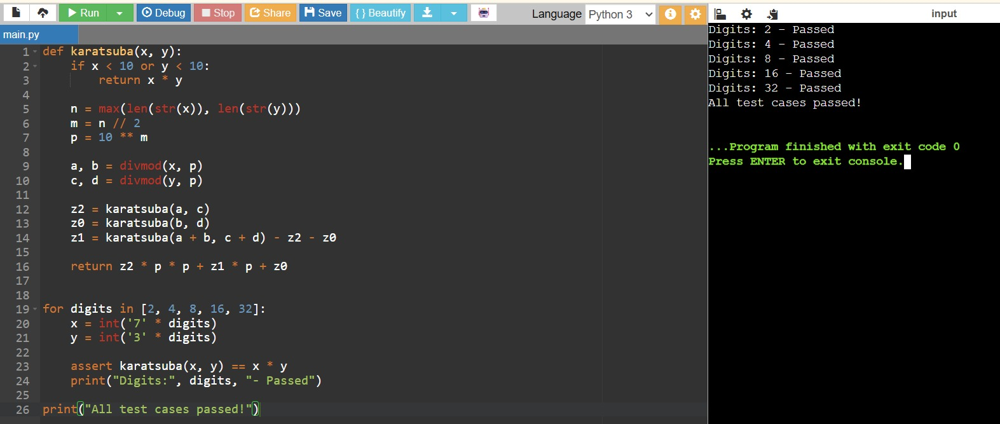 Run Debug Stop Share Save { } Beautify Language Python 3 input
main.py
1 def karatsuba(x, y):
2     if x < 10 or y < 10:
3         return x * y
4
5     n = max(len(str(x)), len(str(y)))
6     m = n // 2
7     p = 10 ** m
8
9     a, b = divmod(x, p)
10     c, d = divmod(y, p)
11
12     z2 = karatsuba(a, c)
13     z0 = karatsuba(b, d)
14     z1 = karatsuba(a + b, c + d) - z2 - z0
15
16     return z2 * p * p + z1 * p + z0
17
18
19 for digits in [2, 4, 8, 16, 32]:
20     x = int('7' * digits)
21     y = int('3' * digits)
22
23     assert karatsuba(x, y) == x * y
24     print("Digits:", digits, "- Passed")
25
26 print("All test cases passed!")
Digits: 2 - Passed
Digits: 4 - Passed
Digits: 8 - Passed
Digits: 16 - Passed
Digits: 32 - Passed
All test cases passed!
...Program finished with exit code 0
Press ENTER to exit console.